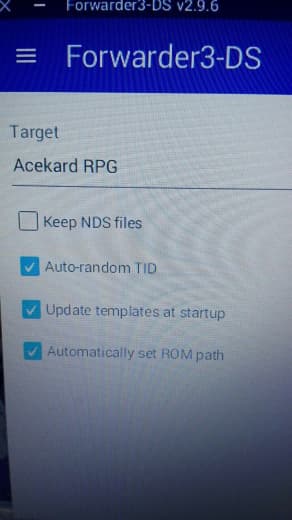 Forwarder3-DS v2.9.6
Forwarder3-DS
Target
Acekard RPG
Keep NDS files
Auto-random TID
Update templates at startup
Automatically set ROM path